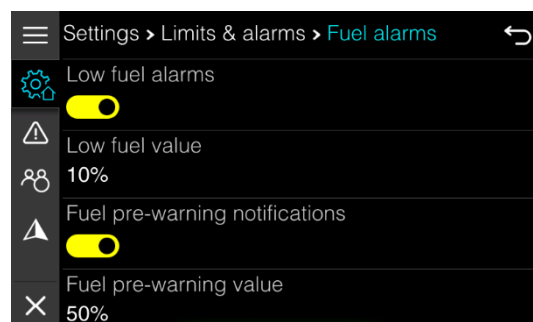 Settings > Limits & alarms > Fuel alarms
Low fuel alarms
Low fuel value
10%
Fuel pre-warning notifications
Fuel pre-warning value
50%